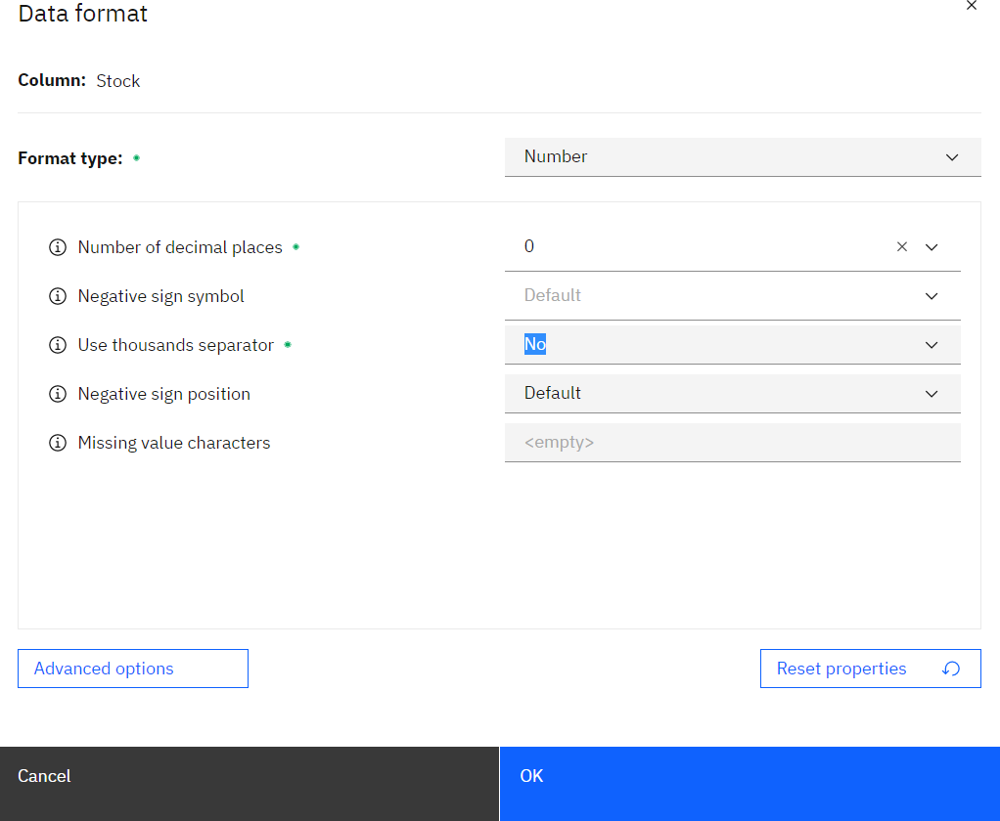 Data format
Column: Stock
Format type: Number
Number of decimal places 0
Negative sign symbol Default
Use thousands separator No
Negative sign position Default
Missing value characters <empty>
Advanced options Reset properties
Cancel OK